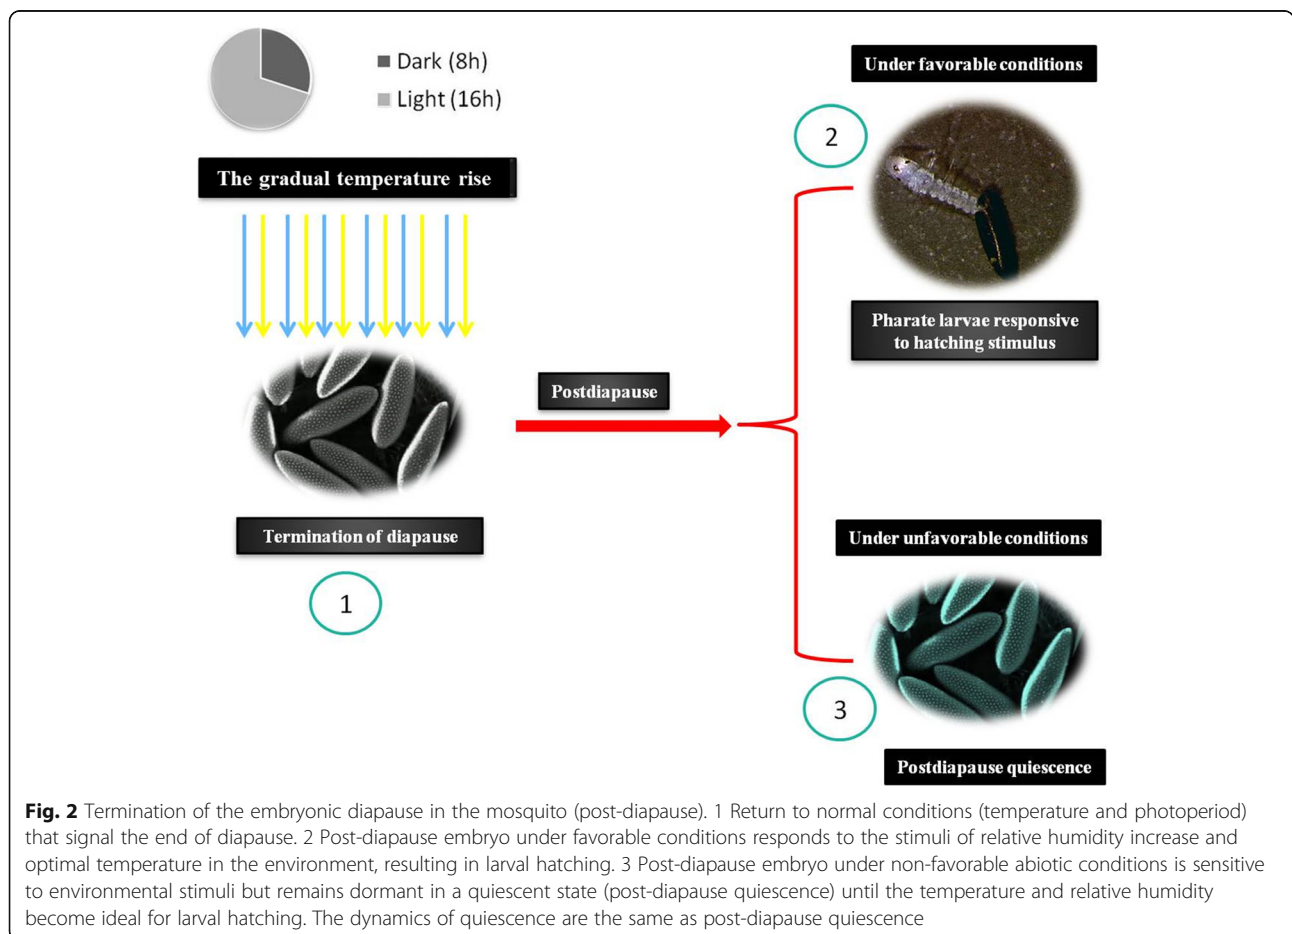 Dark (8h)
Light (16h)
The gradual temperature rise
Termination of diapause
1
Postdiapause
Under favorable conditions
2
Pharate larvae responsive
to hatching stimulus
Under unfavorable conditions
3
Postdiapause quiescence
Fig. 2 Termination of the embryonic diapause in the mosquito (post-diapause). 1 Return to normal conditions (temperature and photoperiod)
that signal the end of diapause. 2 Post-diapause embryo under favorable conditions responds to the stimuli of relative humidity increase and
optimal temperature in the environment, resulting in larval hatching. 3 Post-diapause embryo under non-favorable abiotic conditions is sensitive
to environmental stimuli but remains dormant in a quiescent state (post-diapause quiescence) until the temperature and relative humidity
become ideal for larval hatching. The dynamics of quiescence are the same as post-diapause quiescence